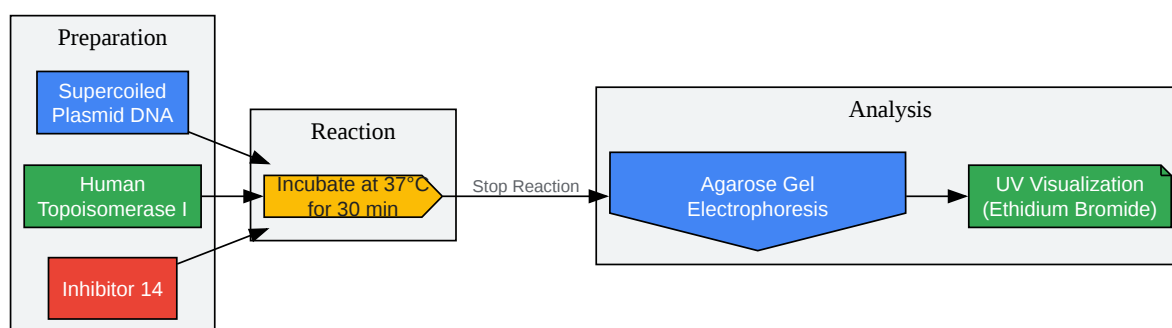 Preparation
Supercoiled
Plasmid DNA
Human
Topoisomerase I
Inhibitor 14
Reaction
Incubate at 37°C
for 30 min
Stop Reaction
Analysis
Agarose Gel
Electrophoresis
UV Visualization
(Ethidium Bromide)